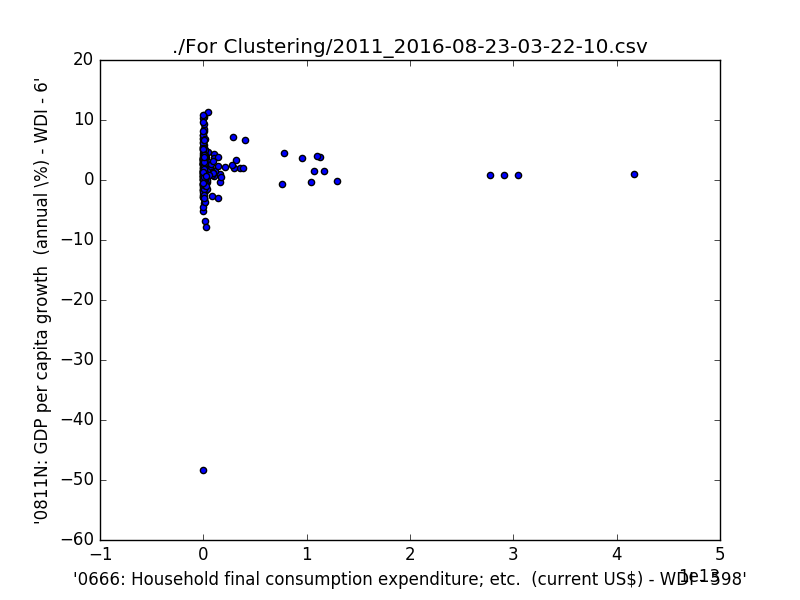 ./For Clustering/2011_2016-08-23-03-22-10.csv
20
10
0
−10
−20
−30
−40
−50
−60
'0811N: GDP per capita growth  (annual \%) - WDI - 6'
−1 0 1 2 3 4 5
1e13
'0666: Household final consumption expenditure; etc.  (current US$) - WDI - 598'